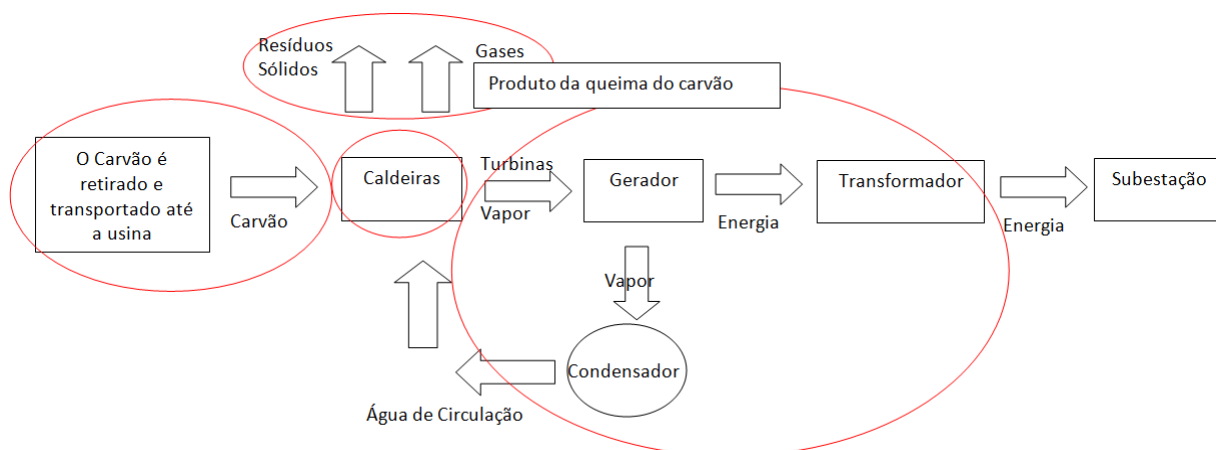 Resíduos
Sólidos
Gases
Produto da queima do carvão
O Carvão é
retirado e
transportado até
a usina
Carvão
Caldeiras
Turbinas
Vapor
Gerador
Energia
Transformador
Energia
Subestação
Vapor
Condensador
Água de Circulação